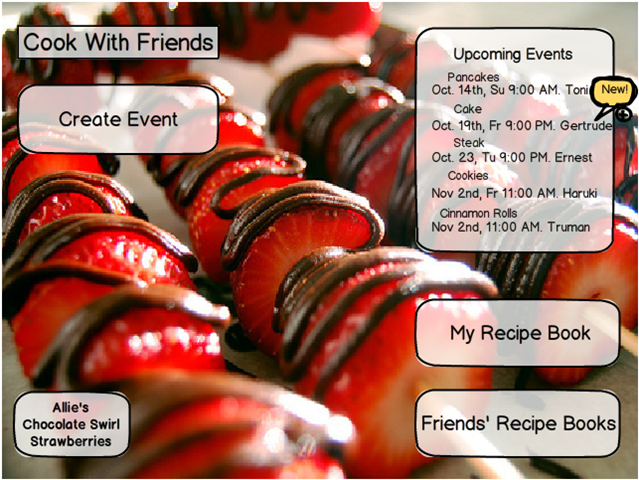 Cook With Friends
Create Event
Upcoming Events
Pancakes
Oct. 14th, Su 9:00 AM. Toni
New!
Cake
Oct. 19th, Fr 9:00 PM. Gertrude
Steak
Oct. 23, Tu 9:00 PM. Ernest
Cookies
Nov 2nd, Fr 11:00 AM. Haruki
Cinnamon Rolls
Nov 2nd, 11:00 AM. Truman
My Recipe Book
Friends' Recipe Books
Allie's
Chocolate Swirl
Strawberries